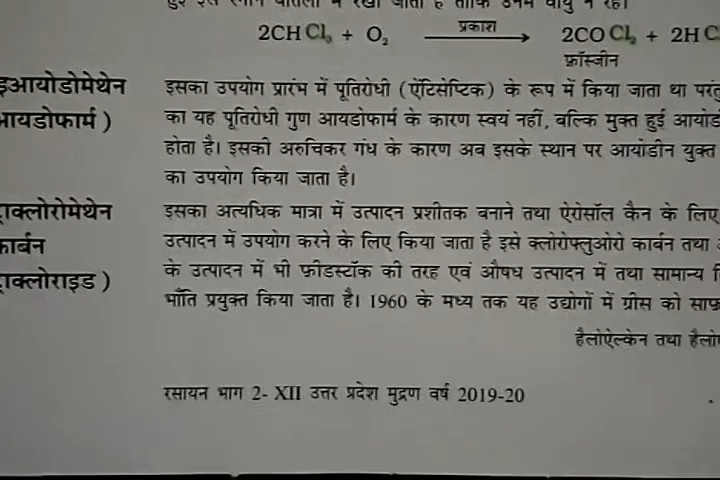 2CHCl₃ + O₂ प्रकाश 2COCl₂ + 2HC
फ़ॉस्जीन
इआयोडोमेथेन इसका उपयोग प्रारंभ में पूतिरोधी (ऐंटिसेप्टिक) के रूप में किया जाता था परंतु
आयडोफार्म ) का यह पूतिरोधी गुण आयडोफार्म के कारण स्वयं नहीं, बल्कि मुक्त हुई आयोडी
होता है। इसकी अरुचिकर गंध के कारण अब इसके स्थान पर आयोडीन युक्त
का उपयोग किया जाता है।
ट्राक्लोरोमेथेन इसका अत्यधिक मात्रा में उत्पादन प्रशीतक बनाने तथा ऐरोसॉल कैन के लिए
कार्बन उत्पादन में उपयोग करने के लिए किया जाता है इसे क्लोरोफ्लुओरो कार्बन तथा
ट्राक्लोराइड ) के उत्पादन में भी फ़ीडस्टॉक की तरह एवं औषध उत्पादन में तथा सामान्य
भाँति प्रयुक्त किया जाता है। 1960 के मध्य तक यह उद्योगों में ग्रीस को साफ़
हैलोऐल्केन तथा हैलोऐ
रसायन भाग 2- XII उत्तर प्रदेश मुद्रण वर्ष 2019-20